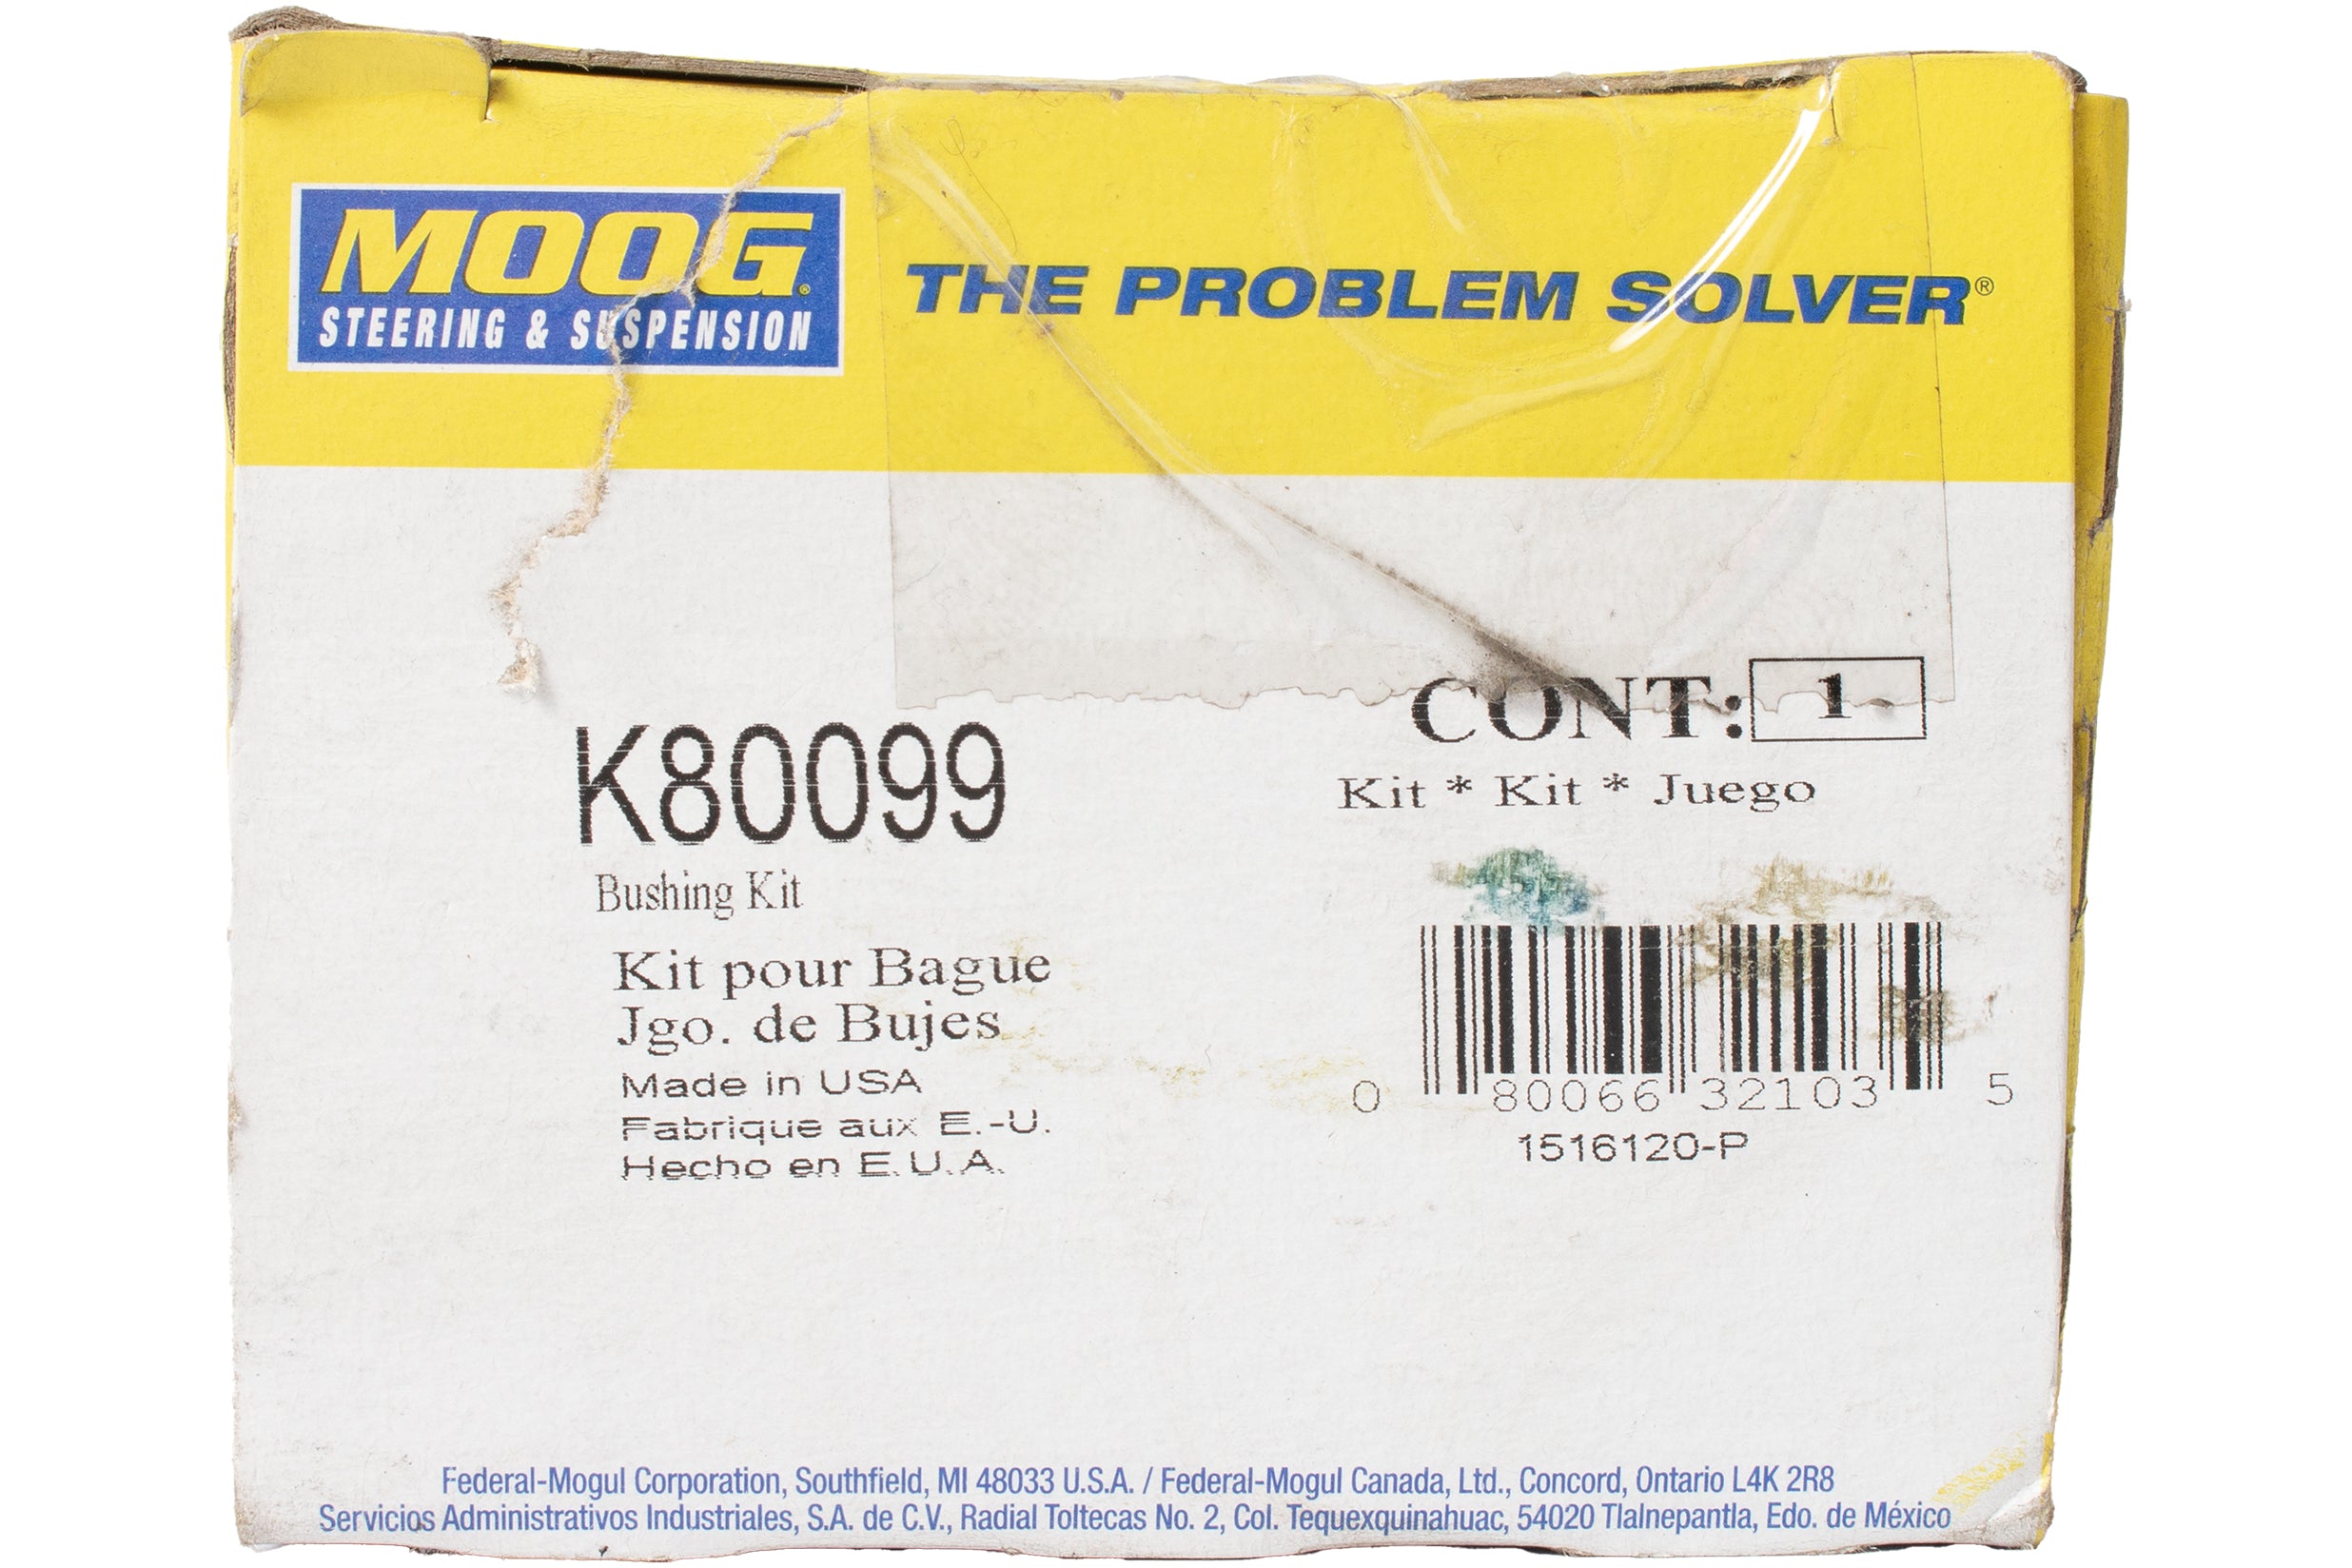 MOOG®
STEERING & SUSPENSION
THE PROBLEM SOLVER®
CONT: 1
Kit * Kit * Juego
K80099
Bushing Kit
Kit pour Bague
Jgo. de Bujes
Made in USA
Fabrique aux E.-U.
Hecho en E.U.A.
0 80066 32103 5
1516120-P
Federal-Mogul Corporation, Southfield, MI 48033 U.S.A. / Federal-Mogul Canada, Ltd., Concord, Ontario L4K 2R8
Servicios Administrativos Industriales, S.A. de C.V., Radial Toltecas No. 2, Col. Tequexquinahuac, 54020 Tlalnepantla, Edo. de México